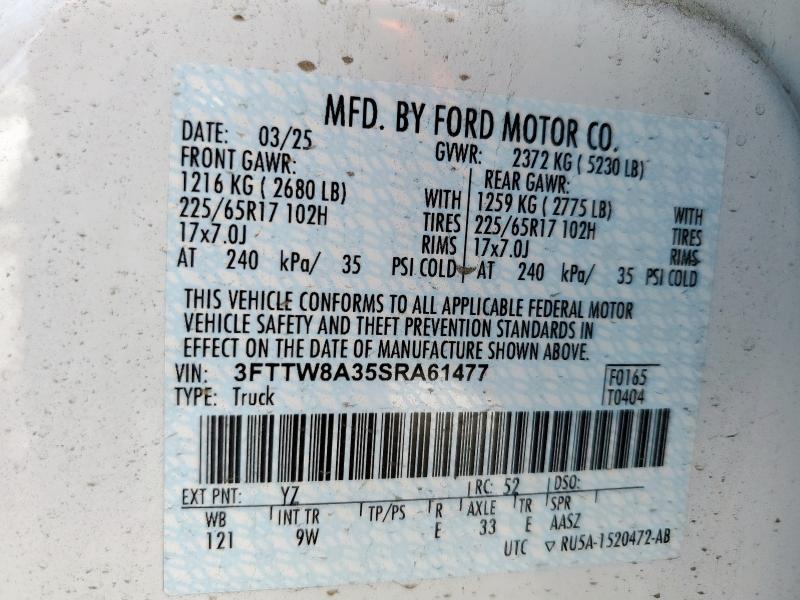 MFD. BY FORD MOTOR CO.
DATE: 03/25 GVWR: 2372 KG ( 5230 LB)
FRONT GAWR: REAR GAWR:
1216 KG ( 2680 LB) WITH 1259 KG ( 2775 LB) WITH
225/65R17 102H TIRES 225/65R17 102H TIRES
17x7.0J RIMS 17x7.0J RIMS
AT 240 kPa/ 35 PSI COLD AT 240 kPa/ 35 PSI COLD
THIS VEHICLE CONFORMS TO ALL APPLICABLE FEDERAL MOTOR
VEHICLE SAFETY AND THEFT PREVENTION STANDARDS IN
EFFECT ON THE DATE OF MANUFACTURE SHOWN ABOVE.
VIN: 3FTTW8A35SRA61477 F0165
TYPE: Truck T0404
EXT PNT: YZ RC: 52 DSO:
WB INT TR TP/PS R AXLE TR SPR
121 9W E 33 E AASZ
UTC ▽ RU5A-1520472-AB